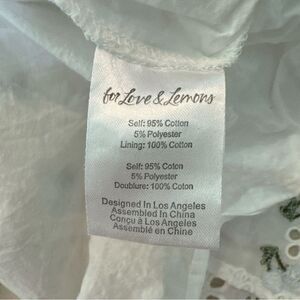 for Love & Lemons
Self: 95% Cotton
5% Polyester
Lining: 100% Cotton
Self: 95% Coton
5% Polyester
Doublure: 100% Coton
Designed In Los Angeles
Assembled In China
Conçu à Los Angeles
Assemblé en Chine